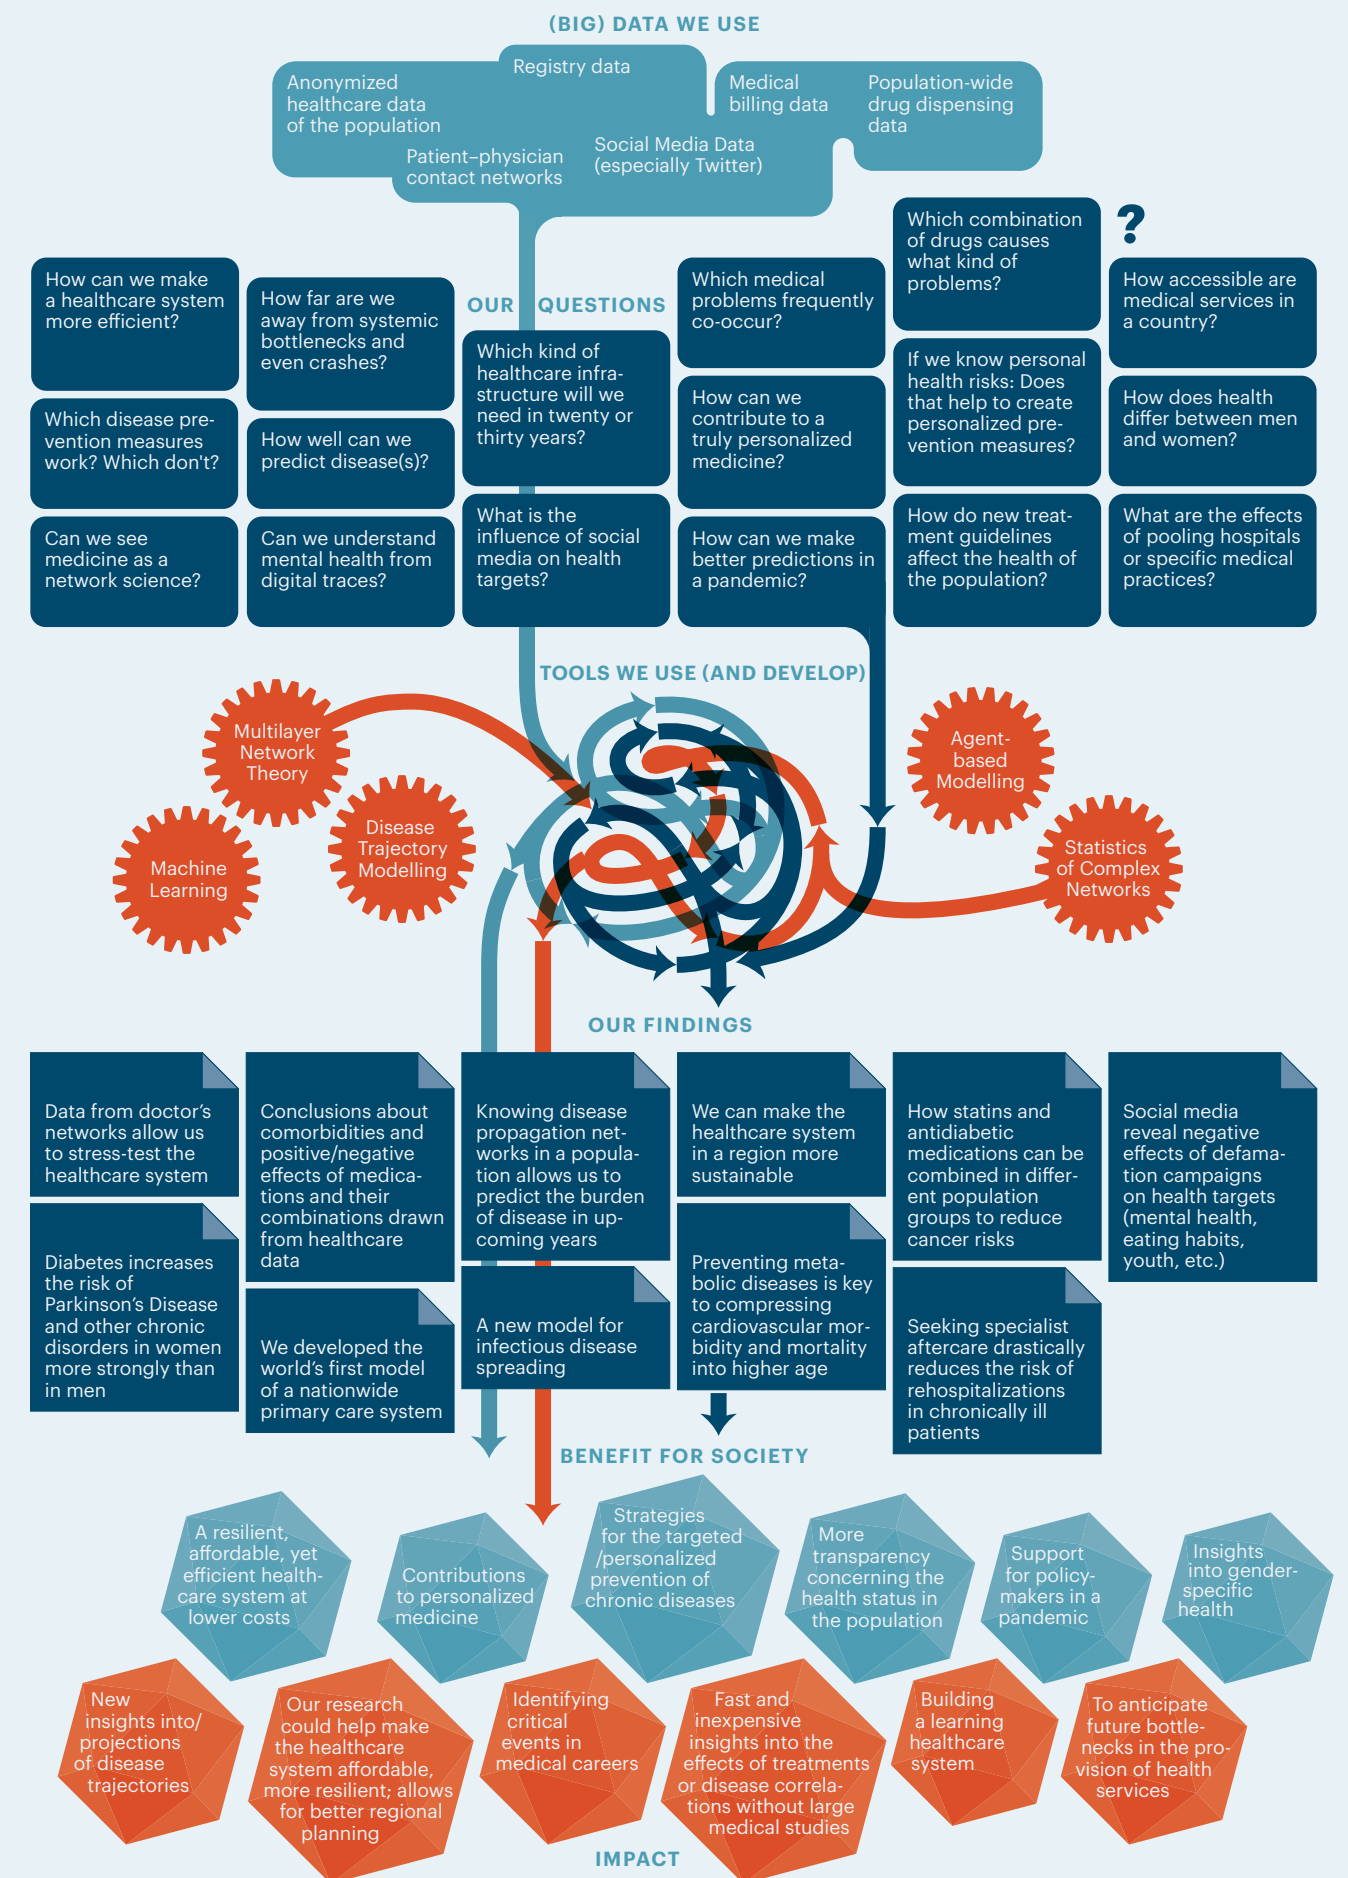 (BIG) DATA WE USE
Anonymized
healthcare data
of the population
Registry data
Medical
billing data
Population-wide
drug dispensing
data
Patient–physician
contact networks
Social Media Data
(especially Twitter)
OUR QUESTIONS
?
How can we make
a healthcare system
more efficient?
Which disease pre-
vention measures
work? Which don't?
Can we see
medicine as a
network science?
How far are we
away from systemic
bottlenecks and
even crashes?
How well can we
predict disease(s)?
Can we understand
mental health from
digital traces?
Which kind of
healthcare infra-
structure will we
need in twenty or
thirty years?
What is the
influence of social
media on health
targets?
Which medical
problems frequently
co-occur?
How can we
contribute to a
truly personalized
medicine?
How can we make
better predictions in
a pandemic?
Which combination
of drugs causes
what kind of
problems?
If we know personal
health risks: Does
that help to create
personalized pre-
vention measures?
How do new treat-
ment guidelines
affect the health of
the population?
How accessible are
medical services in
a country?
How does health
differ between men
and women?
What are the effects
of pooling hospitals
or specific medical
practices?
TOOLS WE USE (AND DEVELOP)
Multilayer
Network
Theory
Disease
Trajectory
Modelling
Machine
Learning
Agent-
based
Modelling
Statistics
of Complex
Networks
OUR FINDINGS
Data from doctor’s
networks allow us
to stress-test the
healthcare system
Diabetes increases
the risk of
Parkinson’s Disease
and other chronic
disorders in women
more strongly than
in men
Conclusions about
comorbidities and
positive/negative
effects of medica-
tions and their
combinations drawn
from healthcare
data
We developed the
world’s first model
of a nationwide
primary care system
Knowing disease
propagation net-
works in a popula-
tion allows us to
predict the burden
of disease in up-
coming years
A new model for
infectious disease
spreading
We can make the
healthcare system
in a region more
sustainable
Preventing meta-
bolic diseases is key
to compressing
cardiovascular mor-
bidity and mortality
into higher age
How statins and
antidiabetic
medications can be
combined in differ-
ent population
groups to reduce
cancer risks
Seeking specialist
aftercare drastically
reduces the risk of
rehospitalizations
in chronically ill
patients
Social media
reveal negative
effects of defama-
tion campaigns
on health targets
(mental health,
eating habits,
youth, etc.)
BENEFIT FOR SOCIETY
A resilient,
affordable, yet
efficient health-
care system at
lower costs
Contributions
to personalized
medicine
Strategies
for the targeted
/personalized
prevention of
chronic diseases
More
transparency
concerning the
health status in
the population
Support
for policy-
makers in a
pandemic
Insights
into gender-
specific
health
New
insights into/
projections
of disease
trajectories
Our research
could help make
the healthcare
system affordable,
more resilient; allows
for better regional
planning
Identifying
critical
events in
medical careers
Fast and
inexpensive
insights into the
effects of treatments
or disease correla-
tions without large
medical studies
Building
a learning
healthcare
system
To anticipate
future bottle-
necks in the pro-
vision of health
services
IMPACT